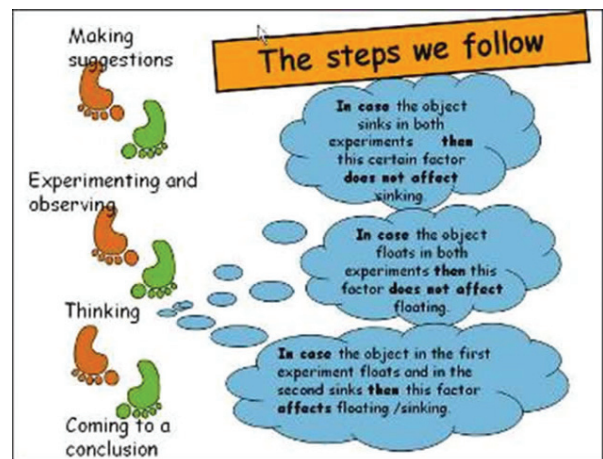 Making
suggestions
The steps we follow
In case the object
sinks in both
experiments then
this certain factor
does not affect
sinking.
Experimenting and
observing
In case the object
floats in both
experiments then this
factor does not affect
floating.
Thinking
In case the object in the first
experiment floats and in the
second sinks then this factor
affects floating /sinking.
Coming to a
conclusion